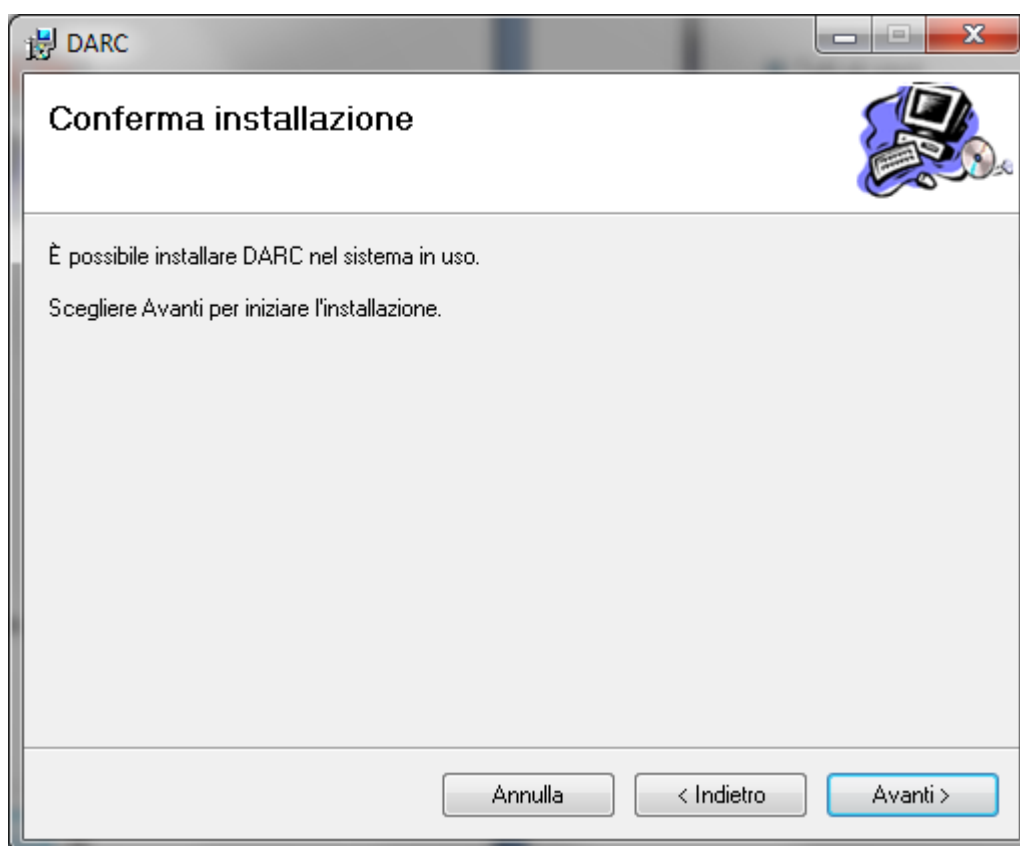 DARC
Conferma installazione
È possibile installare DARC nel sistema in uso.
Scegliere Avanti per iniziare l'installazione.
Annulla
< Indietro
Avanti >